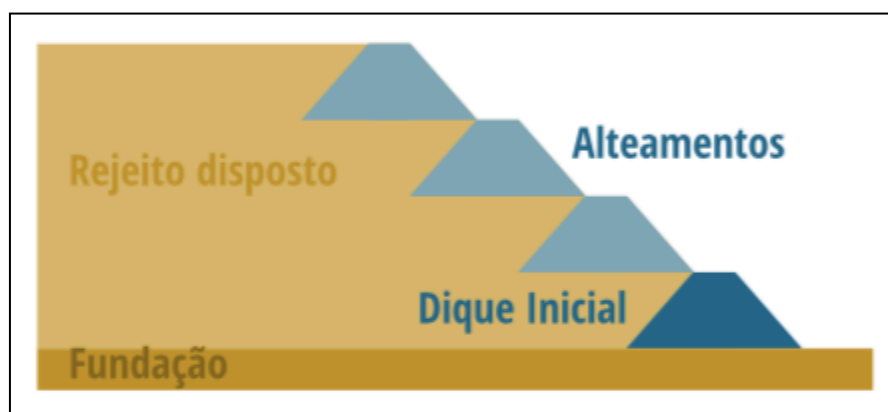 Alteamentos
Rejeito disposto
Dique Inicial
Fundação